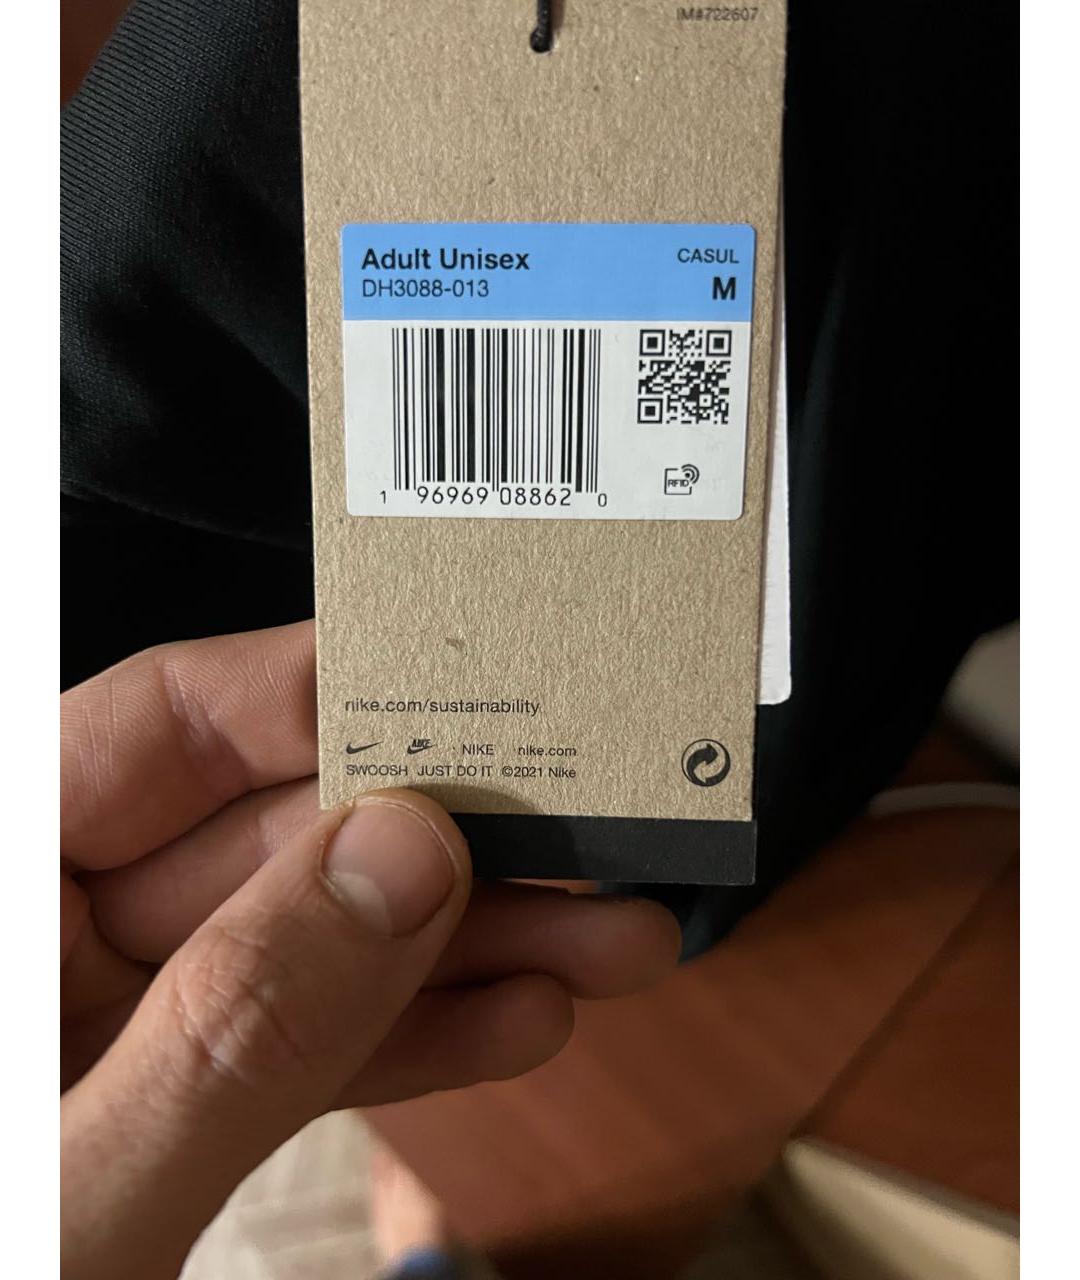 IM#722607
Adult Unisex CASUL
DH3088-013 M
RFID
1 96969 08862 0
nike.com/sustainability
NIKE NIKE nike.com
SWOOSH JUST DO IT ©2021 Nike